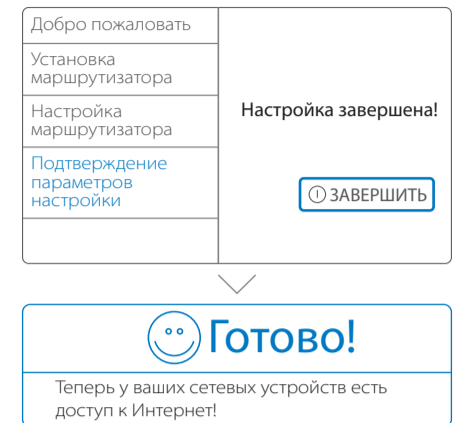 Добро пожаловать
Установка
маршрутизатора
Настройка
маршрутизатора
Подтверждение
параметров
настройки
Настройка завершена!
ЗАВЕРШИТЬ
Готово!
Теперь у ваших сетевых устройств есть
доступ к Интернет!